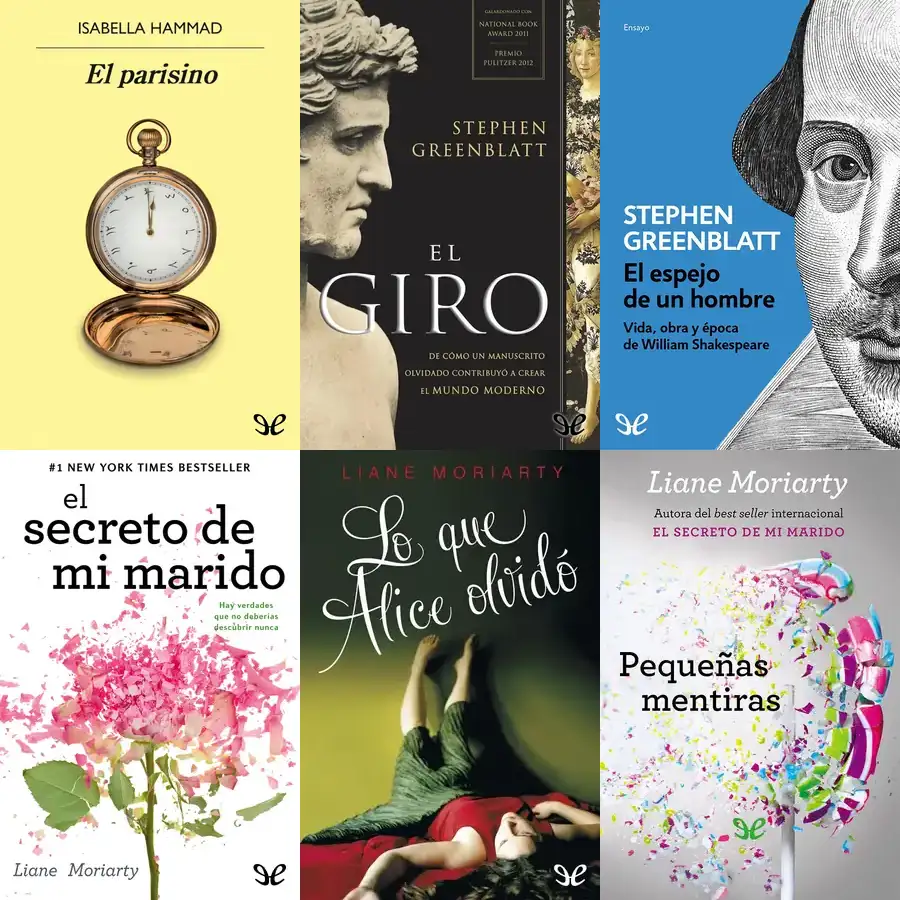 ISABELLA HAMMAD
El parisino
GALARDONADO CON:
NATIONAL BOOK
AWARD 2011
PREMIO
PULITZER 2012
STEPHEN
GREENBLATT
EL
GIRO
DE CÓMO UN MANUSCRITO
OLVIDADO CONTRIBUYÓ A CREAR
EL MUNDO MODERNO
Ensayo
STEPHEN
GREENBLATT
El espejo
de un hombre
Vida, obra y época
de William Shakespeare
#1 NEW YORK TIMES BESTSELLER
el
secreto de
mi marido
Hay verdades
que no deberías
descubrir nunca
Liane Moriarty
LIANE MORIARTY
Lo que
Alice olvidó
Liane Moriarty
Autora del best seller internacional
EL SECRETO DE MI MARIDO
Pequeñas
mentiras